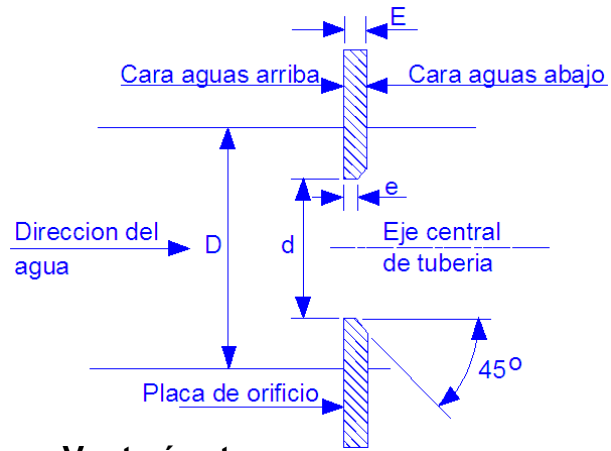 E
Cara aguas arriba
Cara aguas abajo
e
Direccion del
agua
D
d
Eje central
de tuberia
45º
Placa de orificio